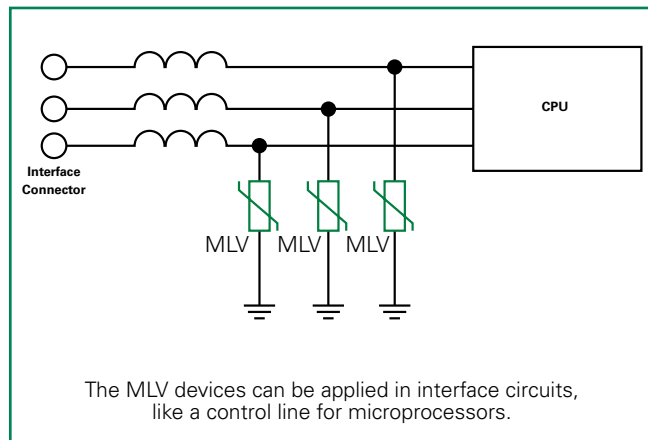 CPU
Interface
Connector
MLV MLV MLV
The MLV devices can be applied in interface circuits,
like a control line for microprocessors.